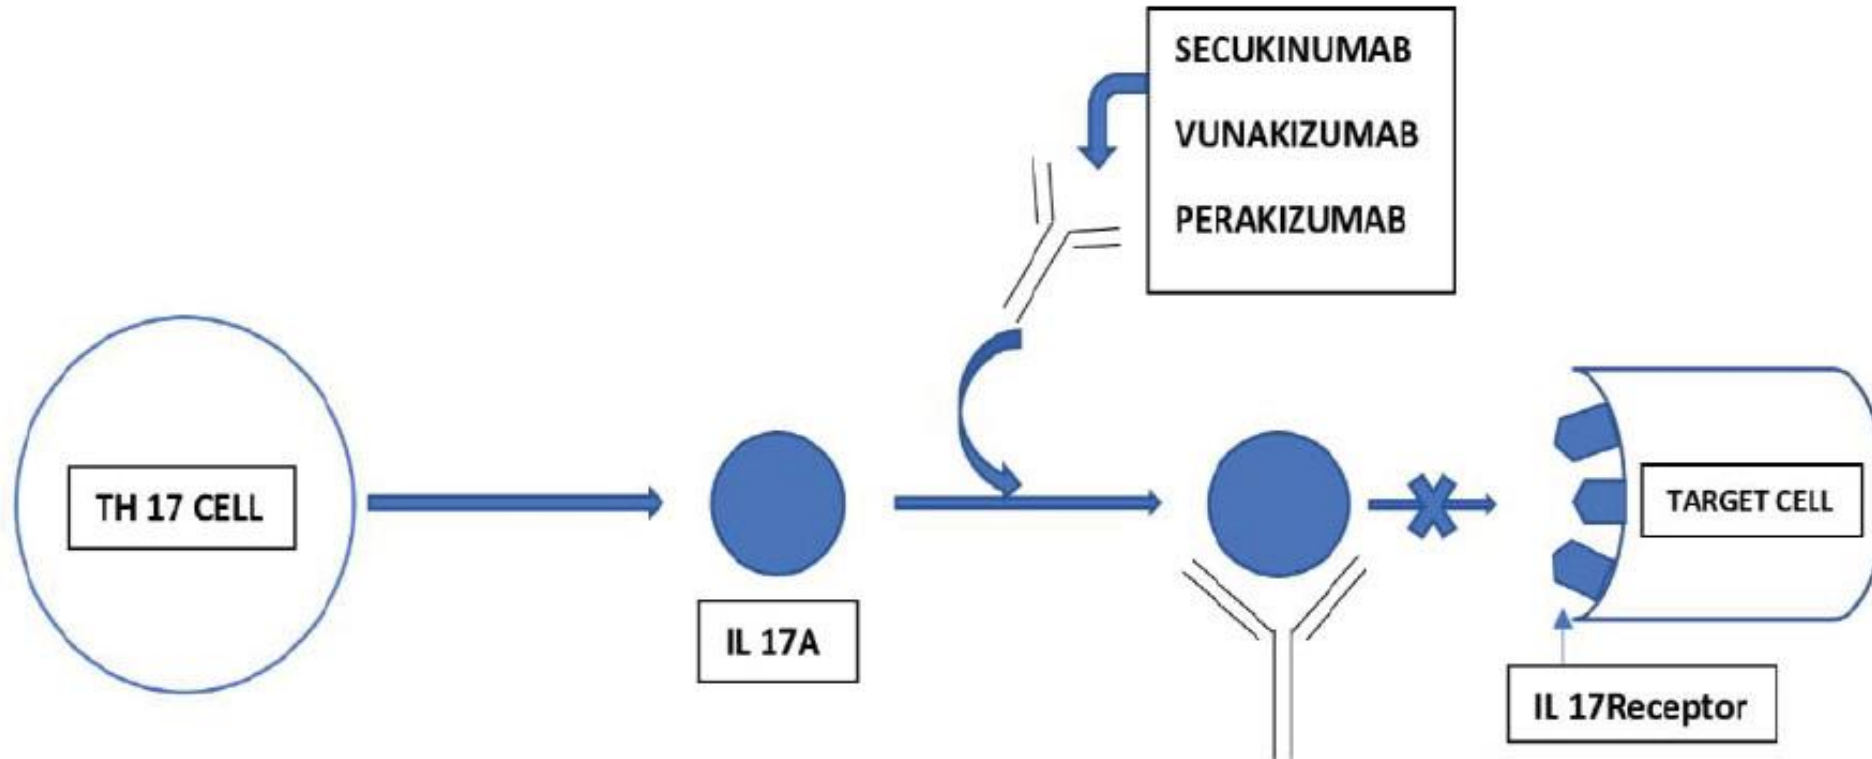 SECUKINUMAB
VUNAKIZUMAB
PERAKIZUMAB
TH 17 CELL
IL 17A
TARGET CELL
IL 17Receptor